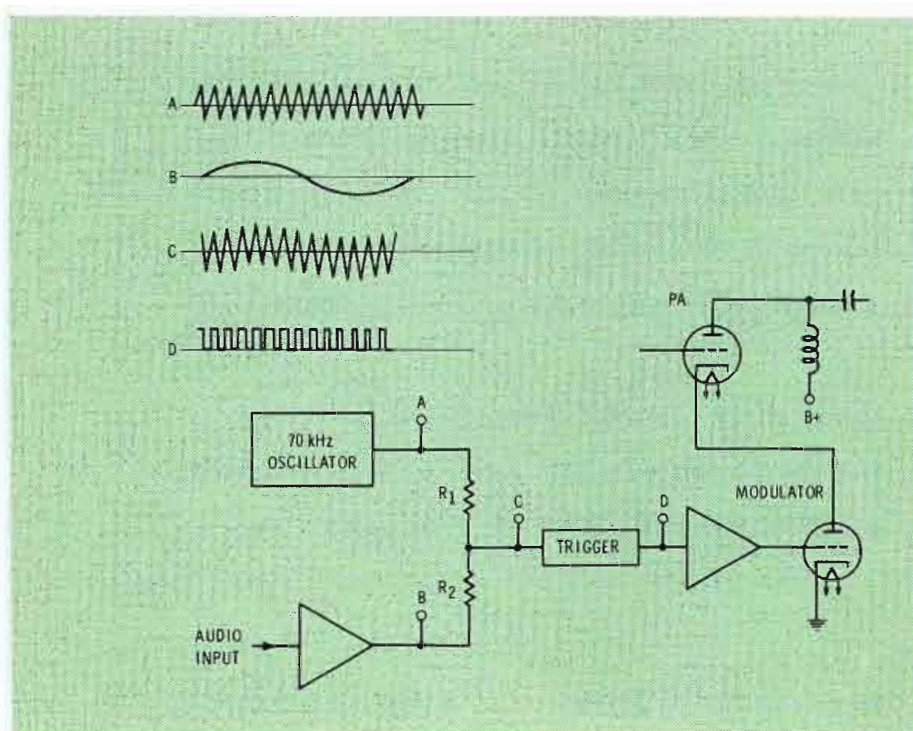 A
B
C
D
PA
B+
A
70 kHz
OSCILLATOR
R1
C
D
MODULATOR
TRIGGER
R2
B
AUDIO
INPUT